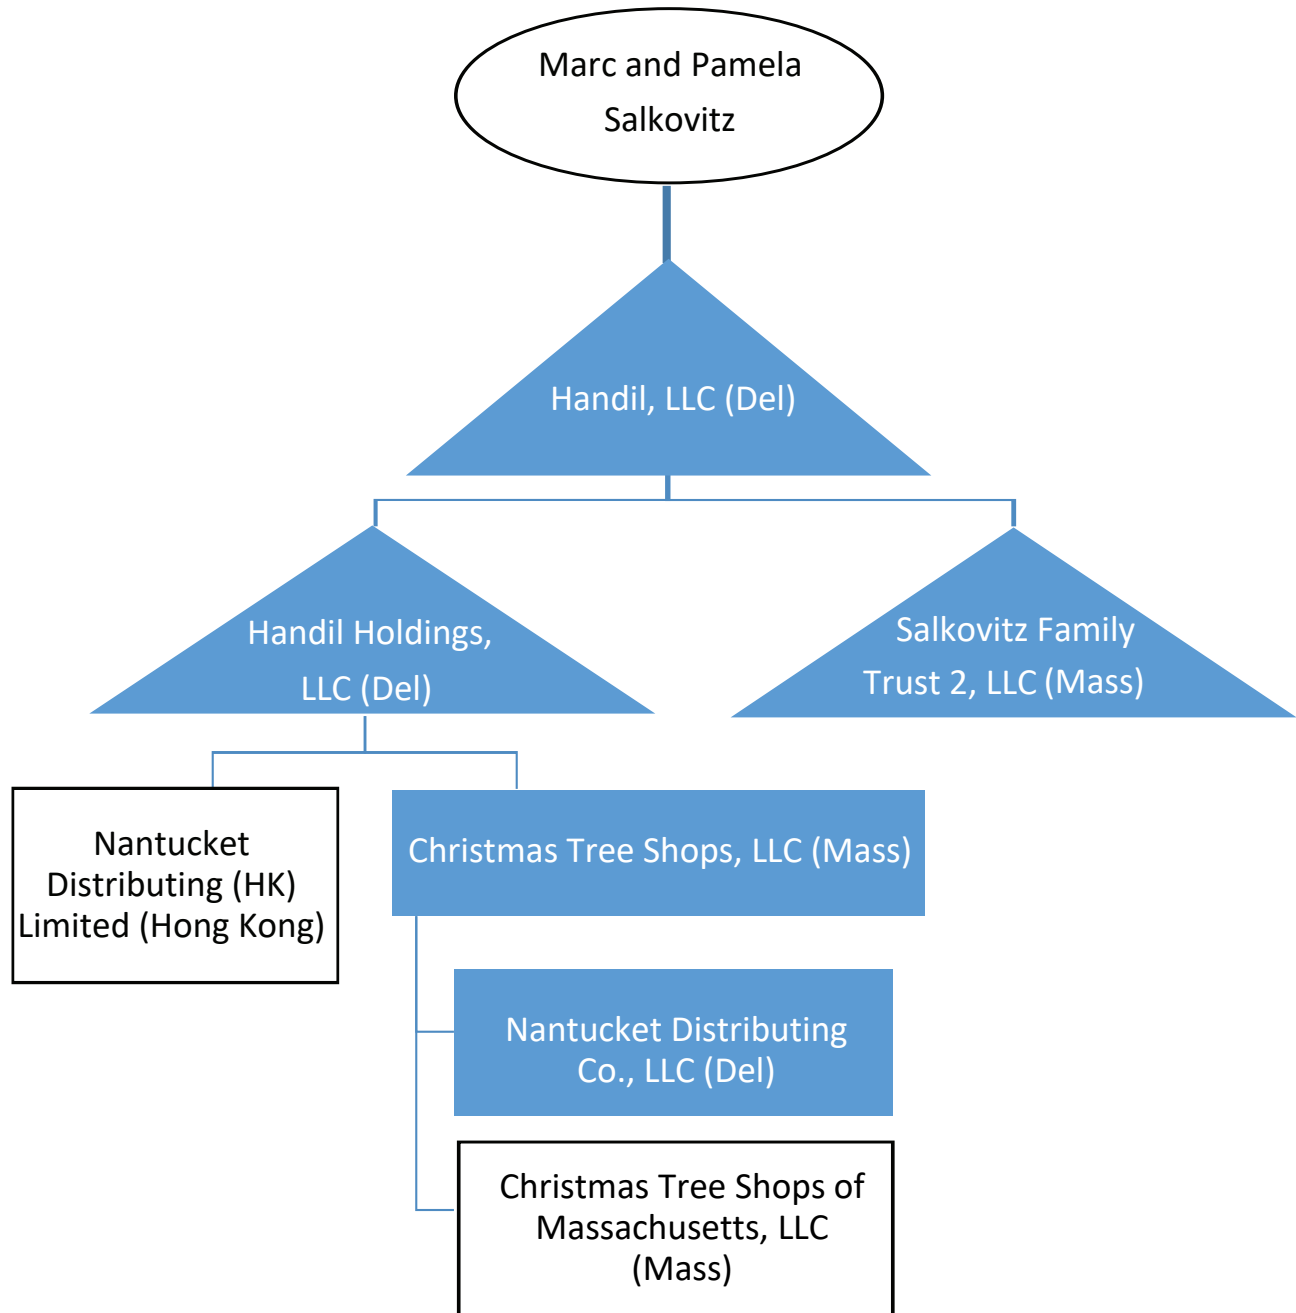 Marc and Pamela
Salkovitz
Handil, LLC (Del)
Handil Holdings,
LLC (Del)
Salkovitz Family
Trust 2, LLC (Mass)
Nantucket
Distributing (HK)
Limited (Hong Kong)
Christmas Tree Shops, LLC (Mass)
Nantucket Distributing
Co., LLC (Del)
Christmas Tree Shops of
Massachusetts, LLC
(Mass)